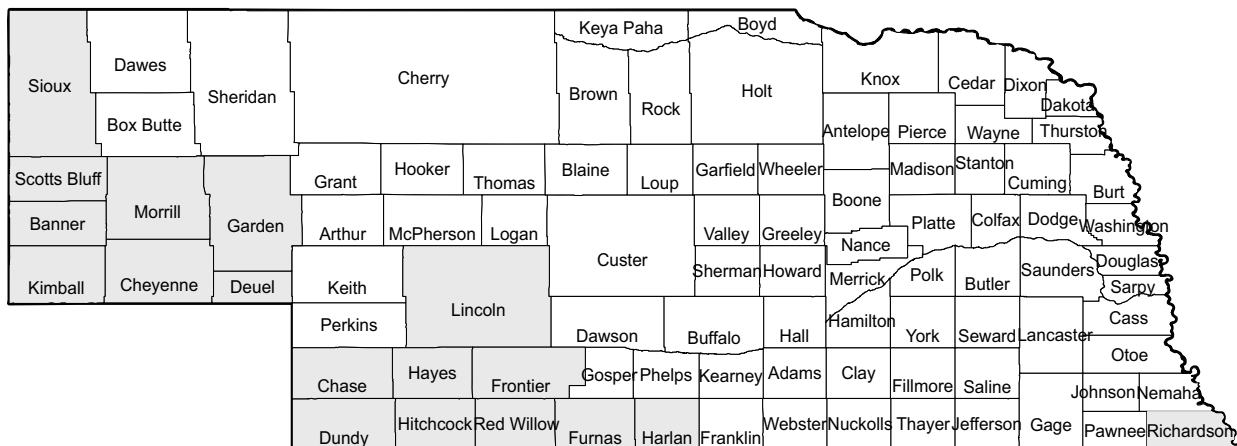 Keya Paha Boyd
Dawes Cherry Knox Cedar Dixon
Sioux Sheridan Brown Rock Holt Dakota
Box Butte Antelope Pierce Wayne Thurston
Scotts Bluff Grant Hooker Thomas Blaine Loup Garfield Wheeler Madison Stanton Cuming Burt
Banner Morrill Garden Arthur McPherson Logan Valley Greeley Boone Platte Colfax Dodge Washington
Kimball Cheyenne Deuel Keith Custer Sherman Howard Nance Merrick Polk Butler Saunders Douglas Sarpy
Perkins Lincoln Dawson Buffalo Hall Hamilton York Seward Lancaster Cass
Otoe
Chase Hayes Frontier Gosper Phelps Kearney Adams Clay Fillmore Saline Johnson Nemaha
Dundy Hitchcock Red Willow Furnas Harlan Franklin Webster Nuckolls Thayer Jefferson Gage Pawnee Richardson